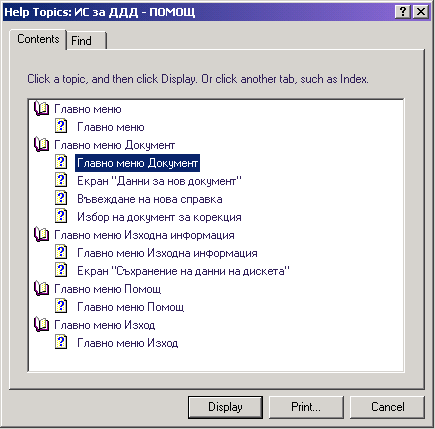 Help Topics: ИС за ДДД - ПОМОЩ
Contents
Find
Click a topic, and then click Display. Or click another tab, such as Index.
Главно меню
Главно меню
Главно меню Документ
Главно меню Документ
Екран "Данни за нов документ"
Въвеждане на нова справка
Избор на документ за корекция
Главно меню Изходна информация
Главно меню Изходна информация
Екран "Съхранение на данни на дискета"
Главно меню Помощ
Главно меню Помощ
Главно меню Изход
Главно меню Изход
Display
Print...
Cancel